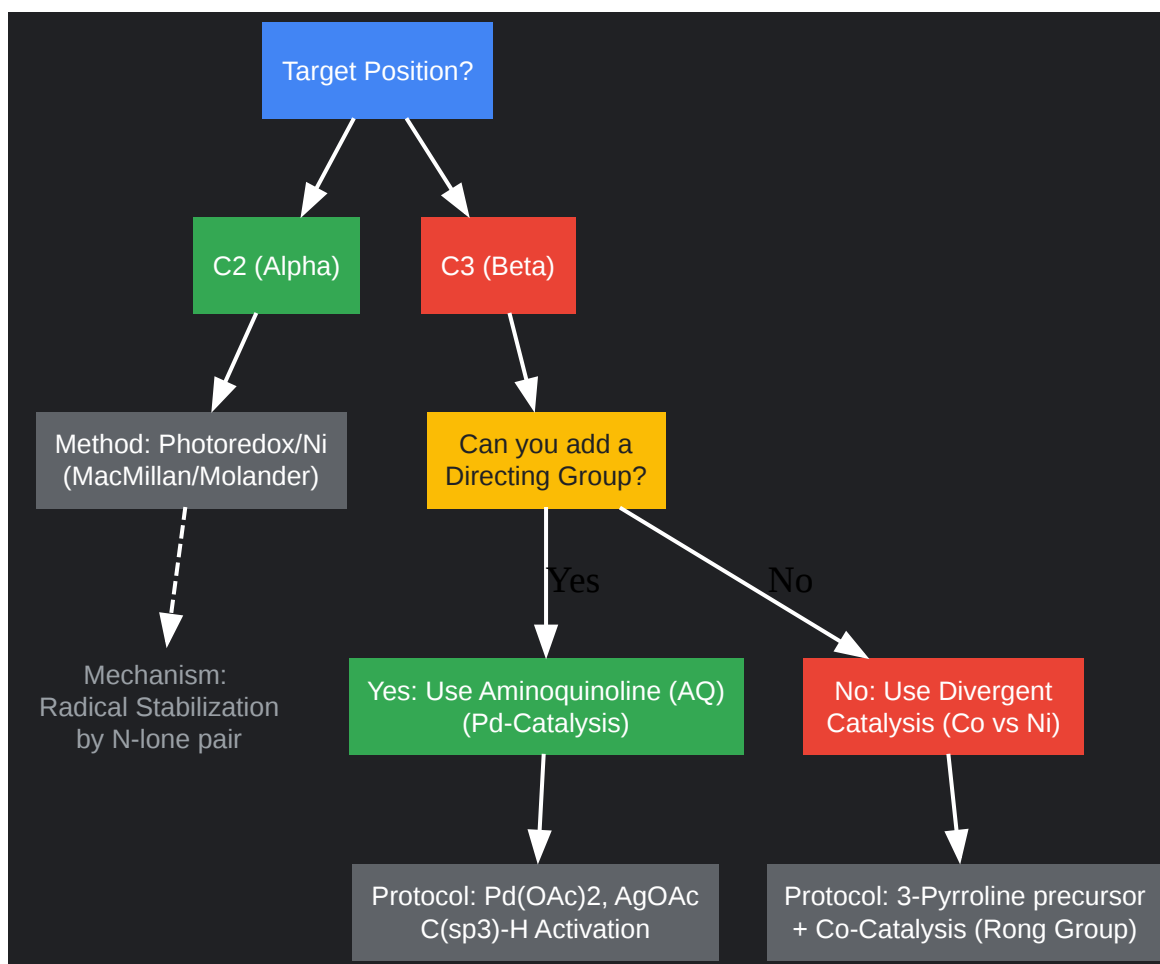 Target Position?
C2 (Alpha)
C3 (Beta)
Method: Photoredox/Ni
(MacMillan/Molander)
Can you add a
Directing Group?
Yes
No
Mechanism:
Radical Stabilization
by N-lone pair
Yes: Use Aminoquinoline (AQ)
(Pd-Catalysis)
No: Use Divergent
Catalysis (Co vs Ni)
Protocol: Pd(OAc)2, AgOAc
C(sp3)-H Activation
Protocol: 3-Pyrroline precursor
+ Co-Catalysis (Rong Group)